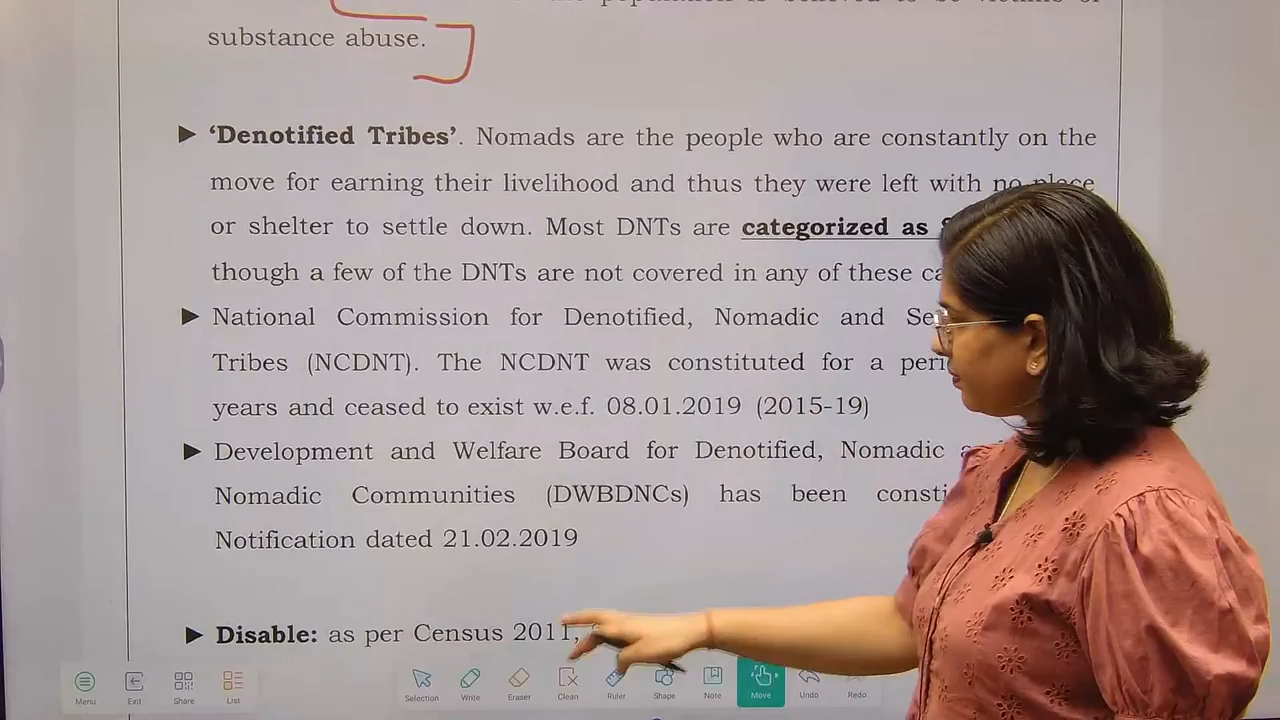 substance abuse.
► ‘Denotified Tribes’. Nomads are the people who are constantly on the
move for earning their livelihood and thus they were left with no place
or shelter to settle down. Most DNTs are categorized as
though a few of the DNTs are not covered in any of these
► National Commission for Denotified, Nomadic and
Tribes (NCDNT). The NCDNT was constituted for a
years and ceased to exist w.e.f. 08.01.2019 (2015-19)
► Development and Welfare Board for Denotified, Nomadic
Nomadic Communities (DWBDNCs) has been
Notification dated 21.02.2019
► Disable: as per Census 2011,
Menu Exit Share List Selection Write Eraser Clean Ruler Shape Note Move Undo Redo